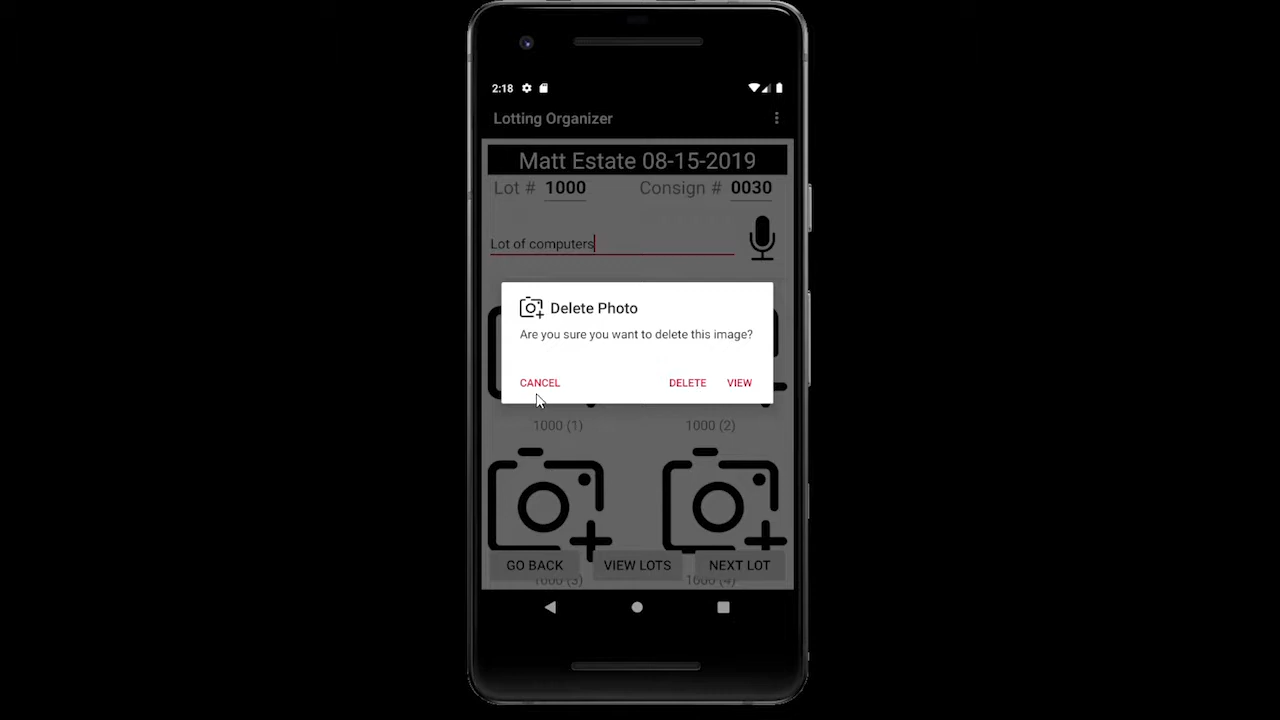 2:18
Lotting Organizer
Matt Estate 08-15-2019
Lot # 1000 Consign # 0030
Lot of computers
Delete Photo
Are you sure you want to delete this image?
CANCEL DELETE VIEW
1000 (1) 1000 (2)
GO BACK VIEW LOTS NEXT LOT
1000 (3) 1000 (4)